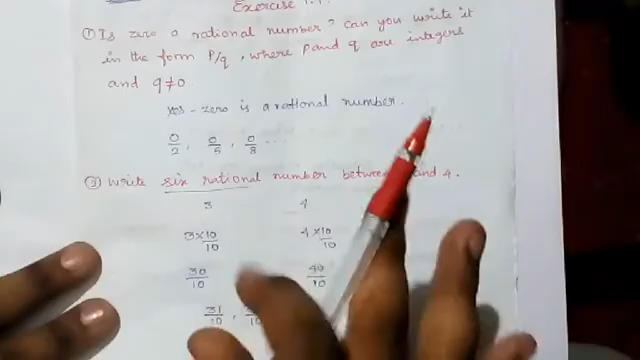 Exercise 1.1
① Is zero a rational number? Can you write it
in the form P/q, where p and q are integers
and q≠0
Yes - zero is a rational number.
0/2, 0/5, 0/8 ...
② Write six rational number between and 4.
3 4
3×10/10 4×10/10
30/10 40/10
31/10,